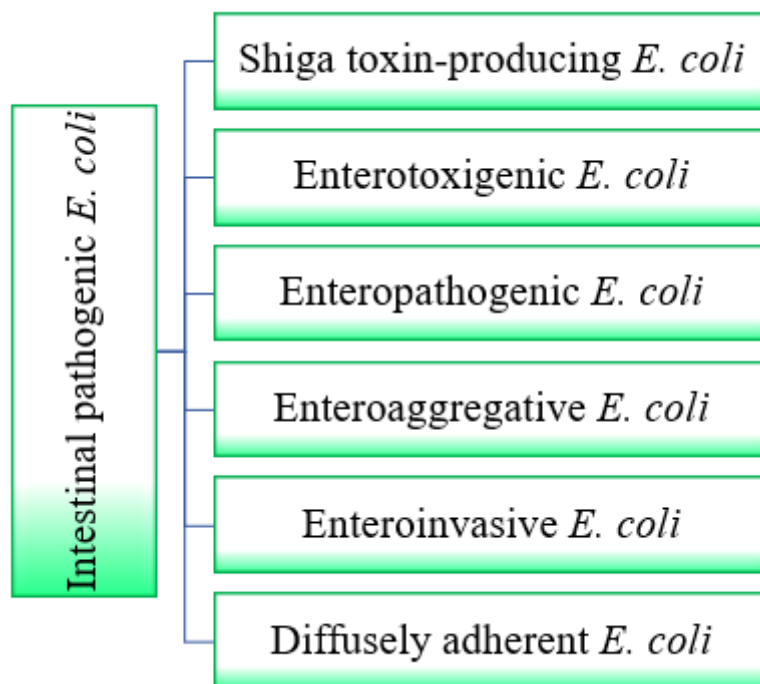 Intestinal pathogenic E. coli
Shiga toxin-producing E. coli
Enterotoxigenic E. coli
Enteropathogenic E. coli
Enteroaggregative E. coli
Enteroinvasive E. coli
Diffusely adherent E. coli